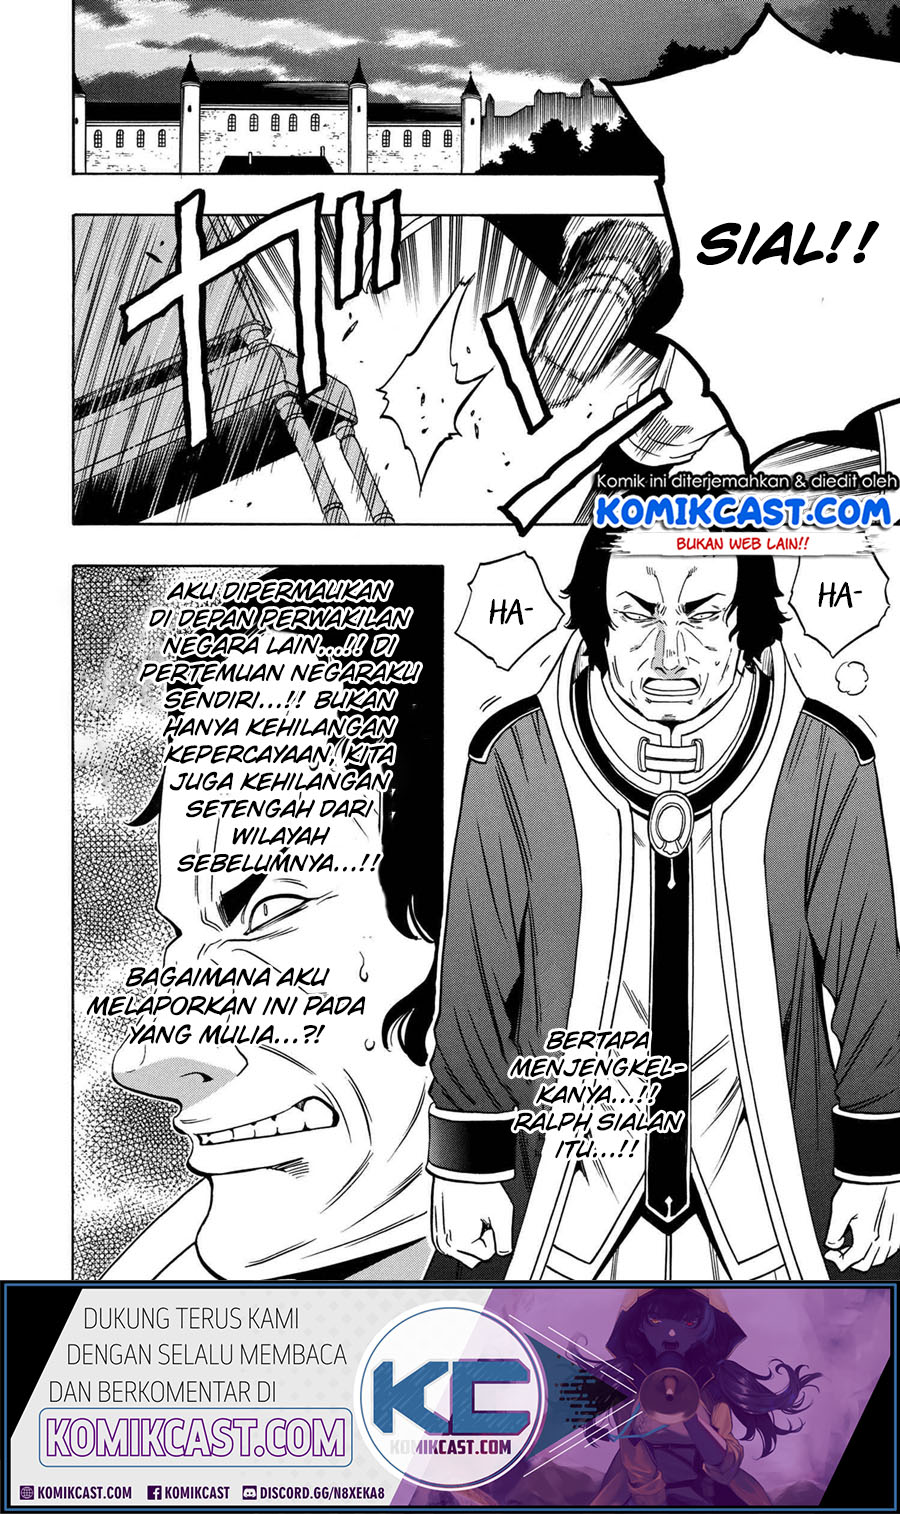 SIAL!!
ガガッ
Komik ini diterjemahkan & diedit oleh
KOMIKCAST.COM
BUKAN WEB LAIN!!
HA-
HA-
BERTAPA
MENJENGKEL-
KANYA...!!
RALPH SIALAN
ITU...!!
AKU DIPERMALUKAN
DI DEPAN PERWAKILAN
NEGARA LAIN...!! DI
PERTEMUAN NEGARAKU
SENDIRI...!! BUKAN
HANYA KEHILANGAN
KEPERCAYAAN, KITA
JUGA KEHILANGAN
SETENGAH DARI
WILAYAH
SEBELUMNYA...!!
BAGAIMANA AKU
MELAPORKAN INI PADA
YANG MULIA...?!
DUKUNG TERUS KAMI
DENGAN SELALU MEMBACA
DAN BERKOMENTAR DI
KOMIKCAST.COM
KOMIKCAST.COM
KOMIKCAST
DISCORD.GG/N8XEKA8
KC
KOMIKCAST.COM